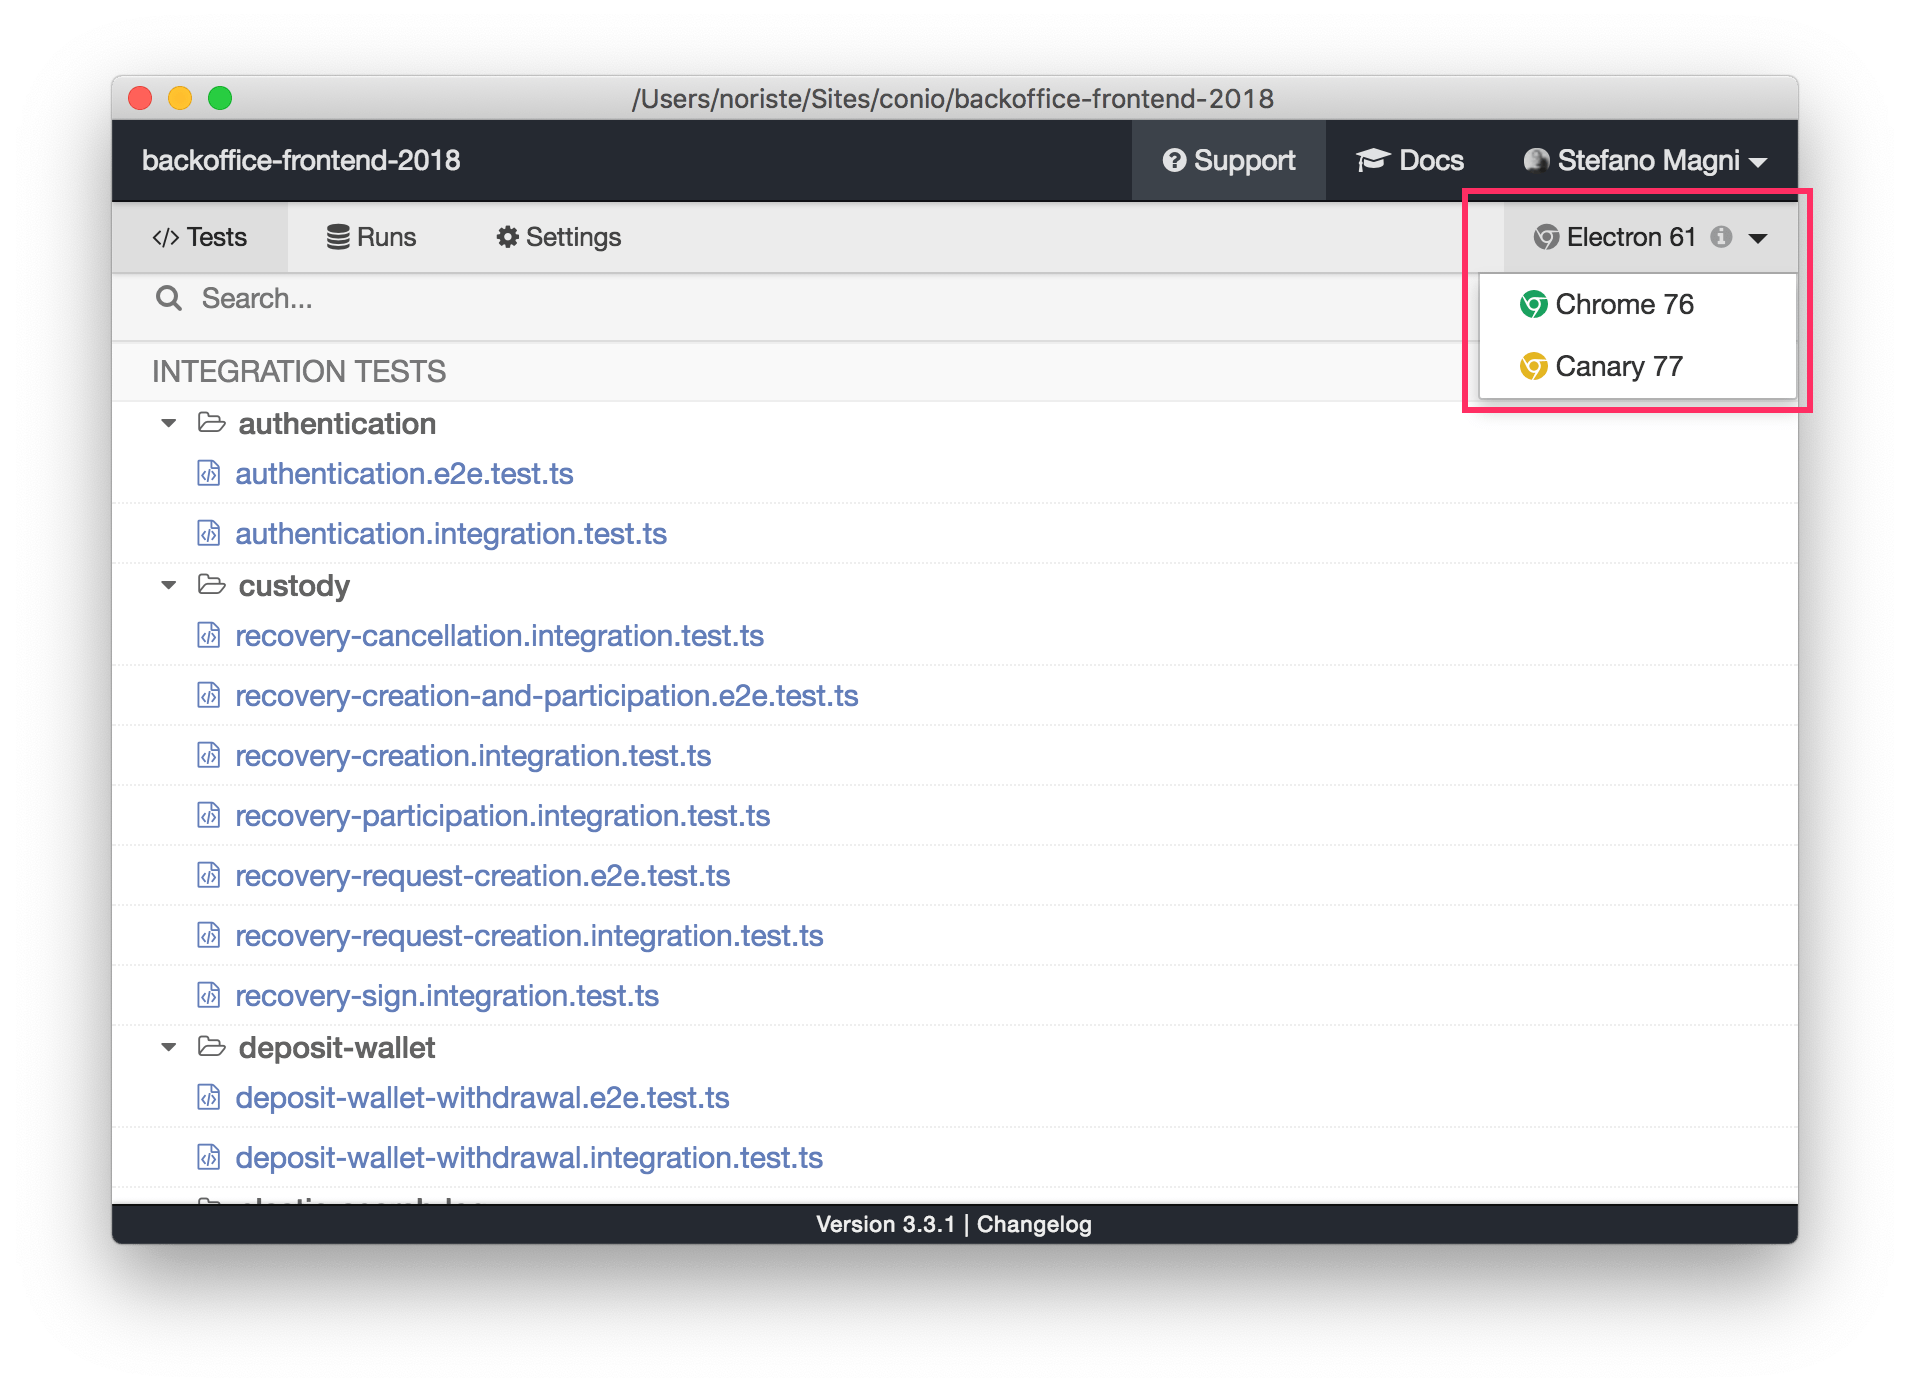 /Users/noriste/Sites/conio/backoffice-frontend-2018
backoffice-frontend-2018 Support Docs Stefano Magni
</> Tests Runs Settings Electron 61
Search...
Chrome 76
Canary 77
INTEGRATION TESTS
authentication
authentication.e2e.test.ts
authentication.integration.test.ts
custody
recovery-cancellation.integration.test.ts
recovery-creation-and-participation.e2e.test.ts
recovery-creation.integration.test.ts
recovery-participation.integration.test.ts
recovery-request-creation.e2e.test.ts
recovery-request-creation.integration.test.ts
recovery-sign.integration.test.ts
deposit-wallet
deposit-wallet-withdrawal.e2e.test.ts
deposit-wallet-withdrawal.integration.test.ts
Version 3.3.1 | Changelog